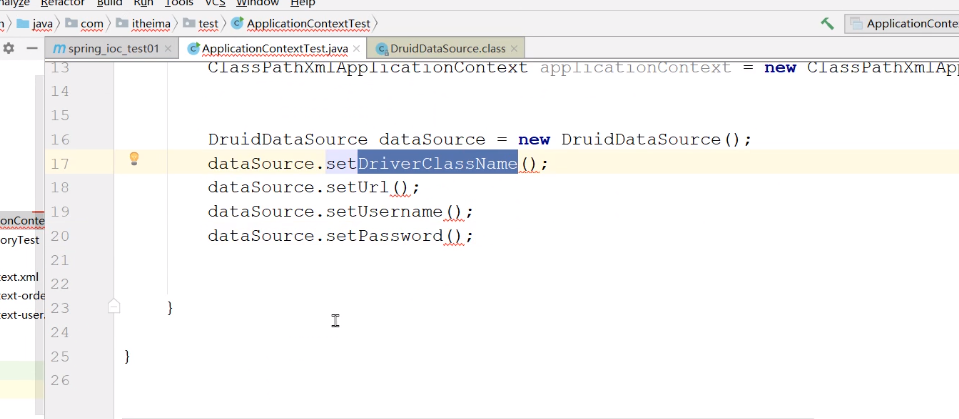 nalyze Refactor Build Run Tools VCS Window Help
java com itheima test ApplicationContextTest ApplicationConte
spring_ioc_test01 ApplicationContextTest.java DruidDataSource.class
13 ClassPathXmlApplicationContext applicationContext = new ClassPathXmlApp
14
15
16 DruidDataSource dataSource = new DruidDataSource();
17 dataSource.setDriverClassName();
18 dataSource.setUrl();
19 dataSource.setUsername();
onConte
20 dataSource.setPassword();
oryTest
21
22
ext.xml
23 }
ext-orde
ext-user.
24
25 }
26